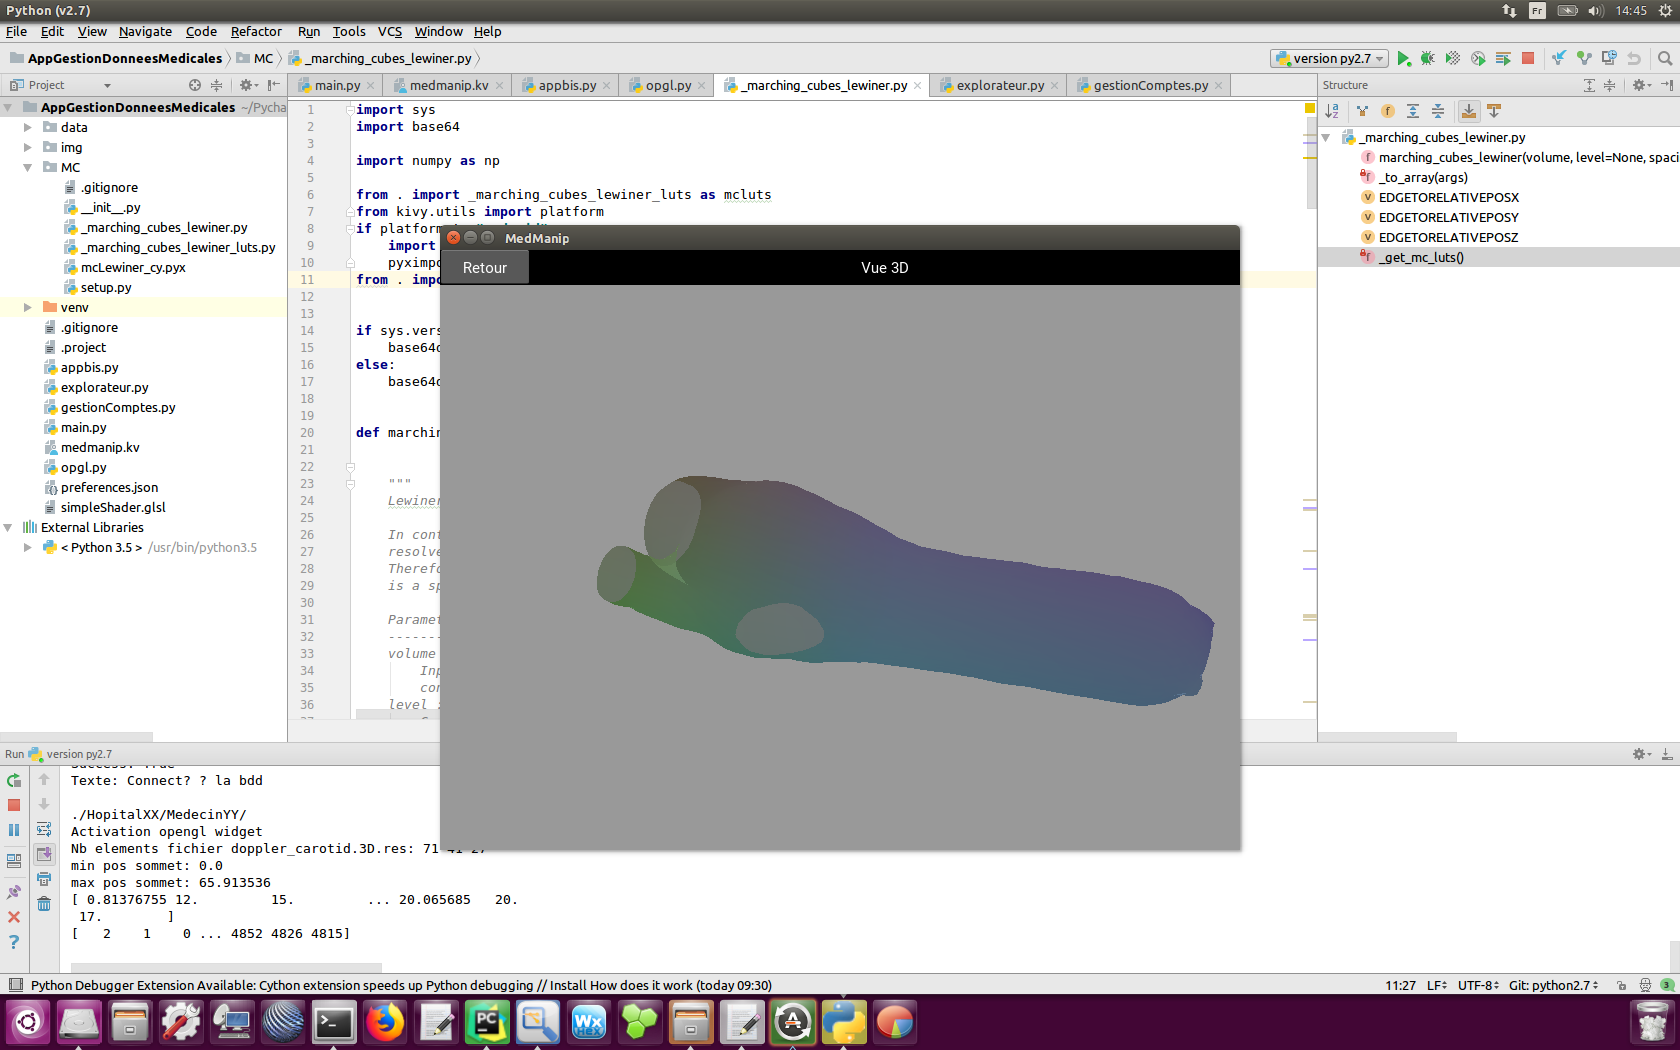 Python (v2.7)
Fr
14:45
File Edit View Navigate Code Refactor Run Tools VCS Window Help
AppGestionDonneesMedicales MC _marching_cubes_lewiner.py
version py2.7
Project
main.py medmanip.kv appbis.py opgl.py _marching_cubes_lewiner.py explorateur.py gestionComptes.py
Structure
AppGestionDonneesMedicales ~/Pycha
data
img
MC
.gitignore
__init__.py
_marching_cubes_lewiner.py
_marching_cubes_lewiner_luts.py
mcLewiner_cy.pyx
setup.py
venv
.gitignore
.project
appbis.py
explorateur.py
gestionComptes.py
main.py
medmanip.kv
opgl.py
preferences.json
simpleShader.glsl
External Libraries
< Python 3.5 > /usr/bin/python3.5
1 import sys
2 import base64
3
4 import numpy as np
5
6 from . import _marching_cubes_lewiner_luts as mcluts
7 from kivy.utils import platform
8 if platform
9 import
10 pyximpo
11 from . impo
12
13
14 if sys.vers
15 base64d
16 else:
17 base64d
18
19
20 def marchin
21
22
23 """
24 Lewiner
25
26 In cont
27 resolve
28 Therefo
29 is a sp
30
31 Paramet
32 -------
33 volume
34 Inp
35 con
36 level :
MedManip
Retour
Vue 3D
_marching_cubes_lewiner.py
marching_cubes_lewiner(volume, level=None, spaci
_to_array(args)
EDGETORELATIVEPOSX
EDGETORELATIVEPOSY
EDGETORELATIVEPOSZ
_get_mc_luts()
Run version py2.7
Texte: Connect? ? la bdd
./HopitalXX/MedecinYY/
Activation opengl widget
Nb elements fichier doppler_carotid.3D.res: 71 41 27
min pos sommet: 0.0
max pos sommet: 65.913536
[ 0.81376755 12. 15. ... 20.065685 20.
17. ]
[ 2 1 0 ... 4852 4826 4815]
Python Debugger Extension Available: Cython extension speeds up Python debugging // Install How does it work (today 09:30)
11:27 LF UTF-8 Git: python2.7
3
PC
Wx
HEX